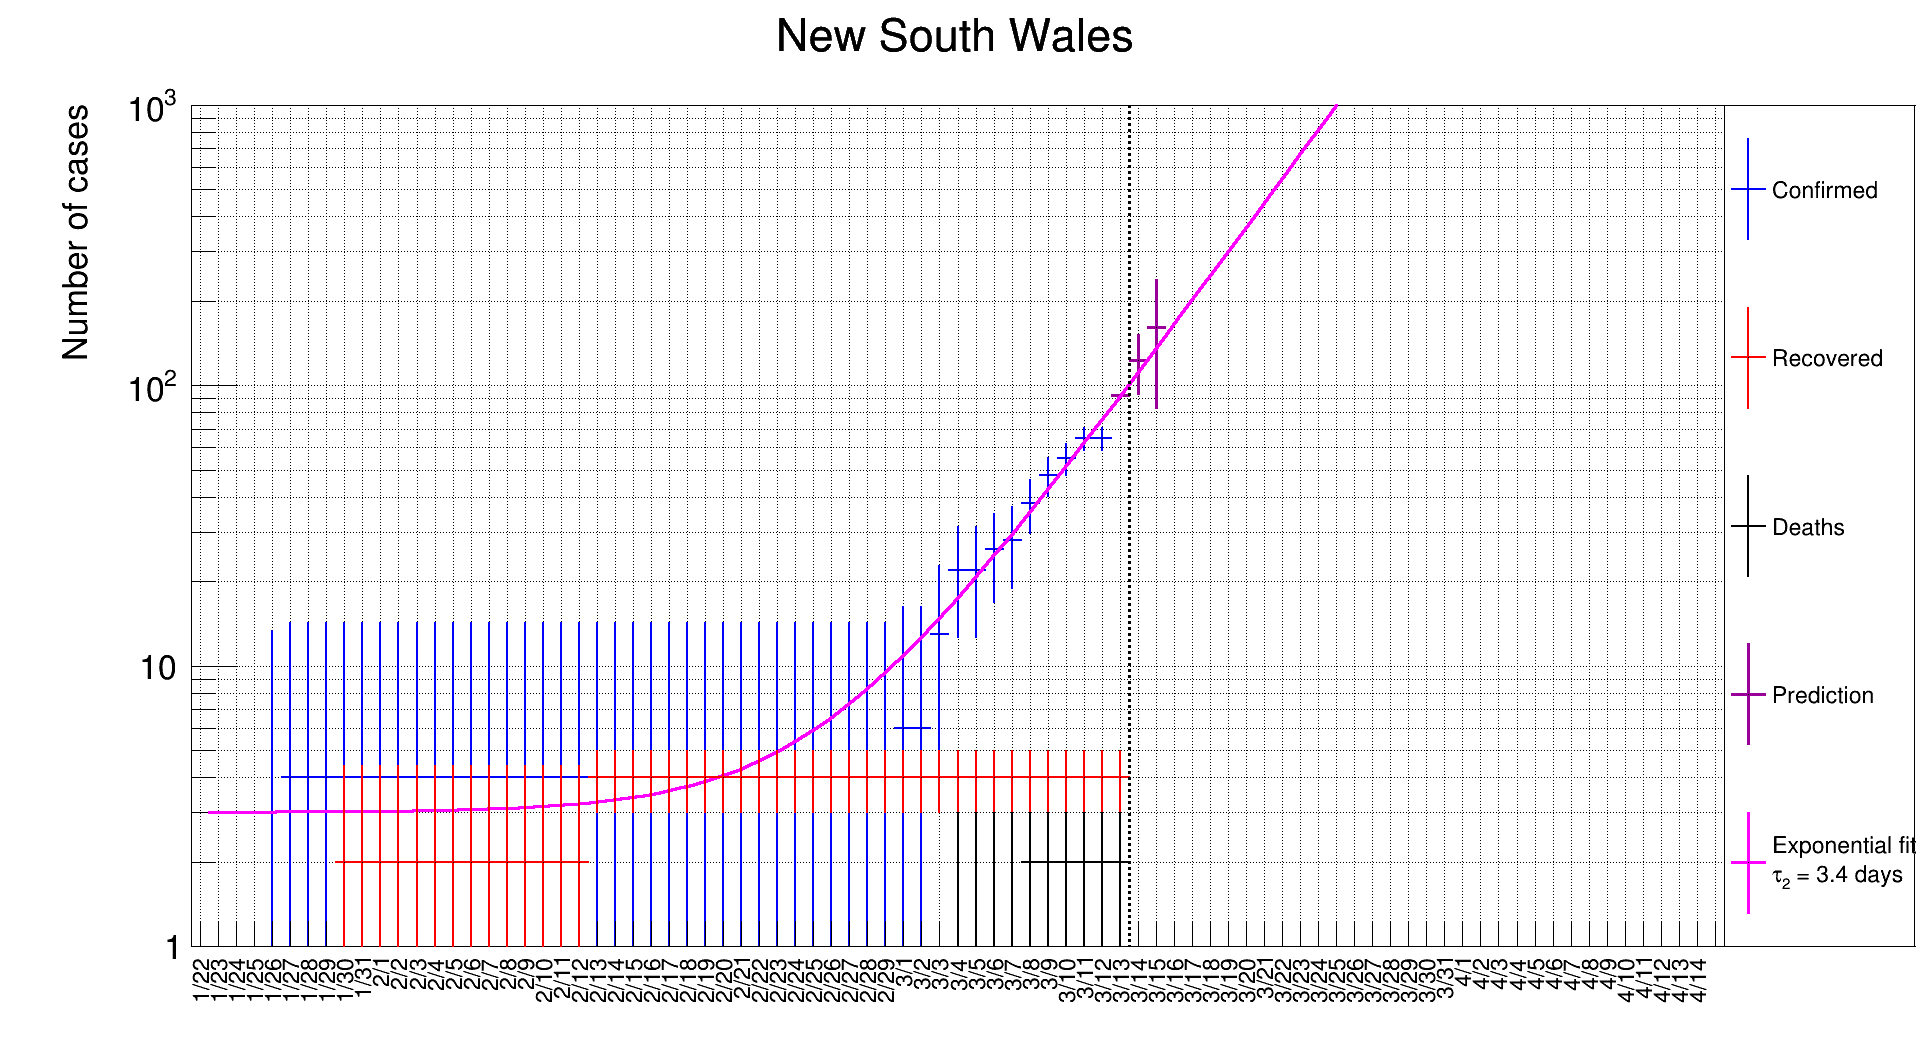 New South Wales
Number of cases
10³
10²
10
1
1/22 1/23 1/24 1/25 1/26 1/27 1/28 1/29 1/30 1/31 2/1 2/2 2/3 2/4 2/5 2/6 2/7 2/8 2/9 2/10 2/11 2/12 2/13 2/14 2/15 2/16 2/17 2/18 2/19 2/20 2/21 2/22 2/23 2/24 2/25 2/26 2/27 2/28 2/29 3/1 3/2 3/3 3/4 3/5 3/6 3/7 3/8 3/9 3/10 3/11 3/12 3/13 3/14 3/15 3/16 3/17 3/18 3/19 3/20 3/21 3/22 3/23 3/24 3/25 3/26 3/27 3/28 3/29 3/30 3/31 4/1 4/2 4/3 4/4 4/5 4/6 4/7 4/8 4/9 4/10 4/11 4/12 4/13 4/14
Confirmed
Recovered
Deaths
Prediction
Exponential fit
τ₂ = 3.4 days